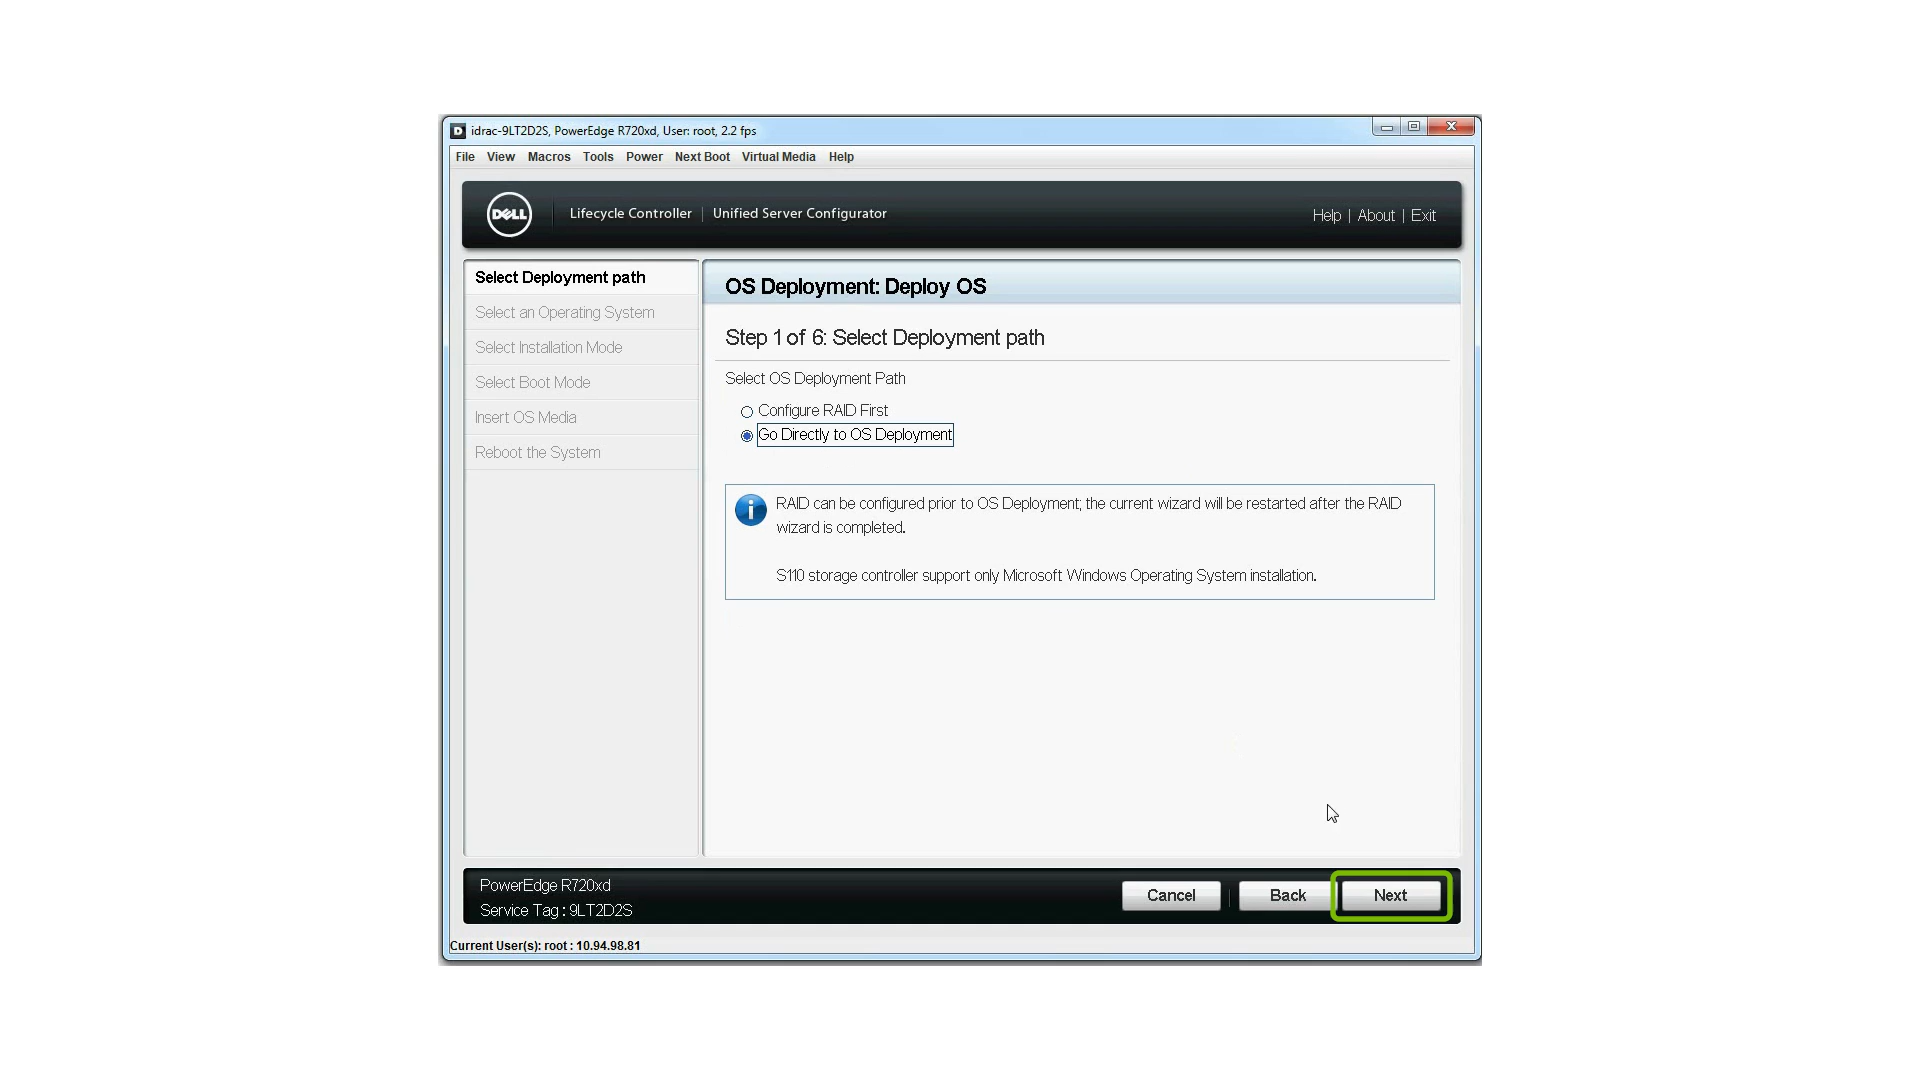 idrac-9LT2D2S, PowerEdge R720xd, User: root, 2.2 fps
File View Macros Tools Power Next Boot Virtual Media Help
DELL Lifecycle Controller | Unified Server Configurator
Help | About | Exit
Select Deployment path
Select an Operating System
Select Installation Mode
Select Boot Mode
Insert OS Media
Reboot the System
OS Deployment: Deploy OS
Step 1 of 6: Select Deployment path
Select OS Deployment Path
Configure RAID First
Go Directly to OS Deployment
RAID can be configured prior to OS Deployment; the current wizard will be restarted after the RAID
wizard is completed.
S110 storage controller support only Microsoft Windows Operating System installation.
PowerEdge R720xd
Service Tag : 9LT2D2S
Cancel Back Next
Current User(s): root : 10.94.98.81